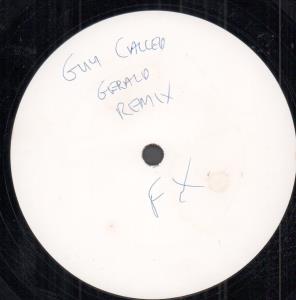 GUY CALLED
GERALD
REMIX
FX